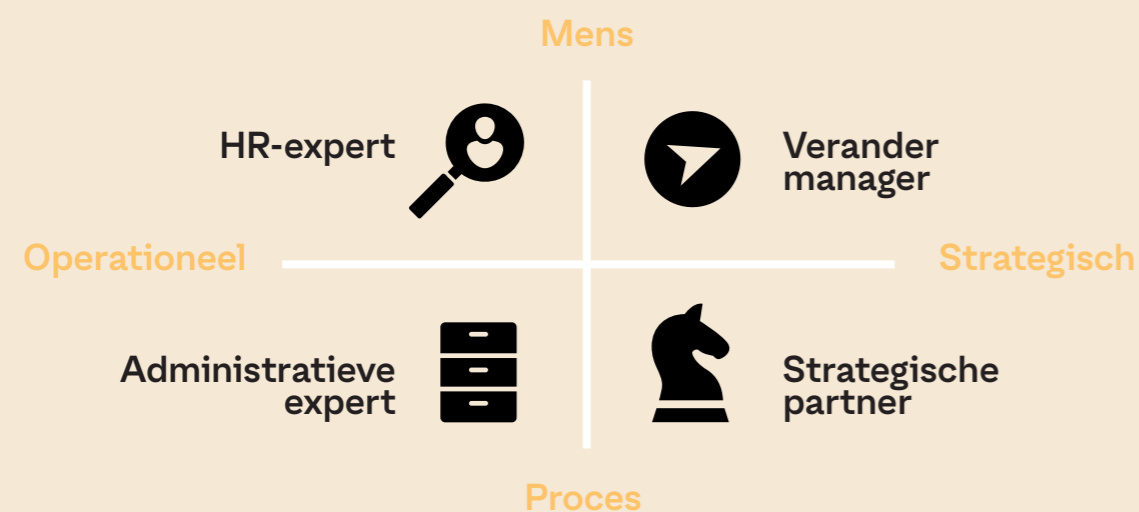 Mens
HR-expert
Verander
manager
Operationeel
Strategisch
Administratieve
expert
Strategische
partner
Proces